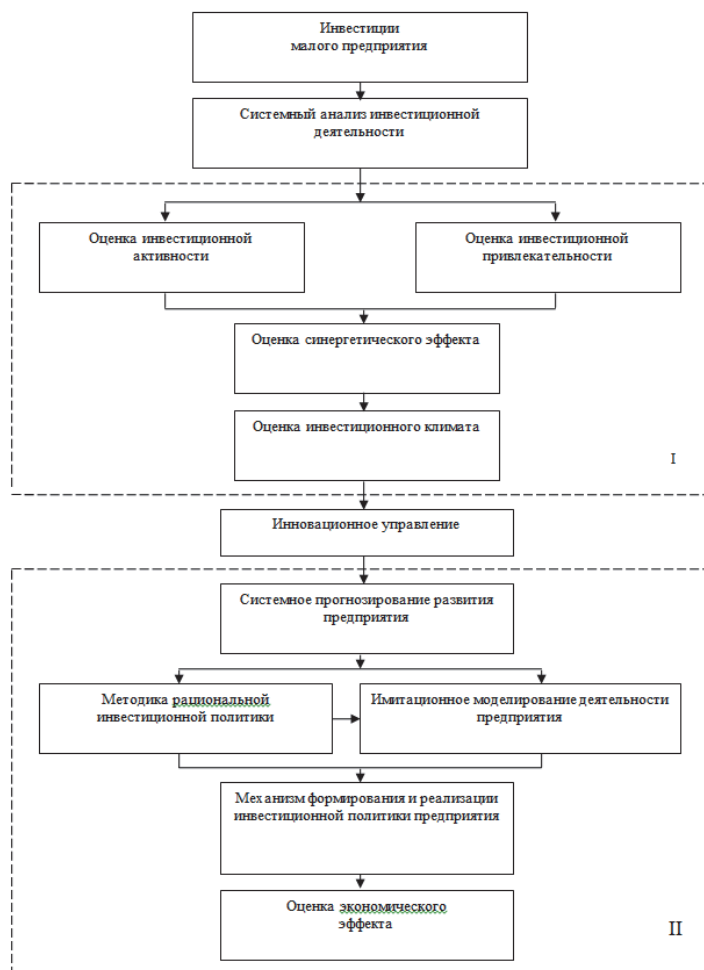 Инвестиции
малого предприятия
Системный анализ инвестиционной
деятельности
Оценка инвестиционной
активности
Оценка инвестиционной
привлекательности
Оценка синергетического эффекта
Оценка инвестиционного климата
I
Инновационное управление
Системное прогнозирование развития
предприятия
Методика рациональной
инвестиционной политики
Имитационное моделирование деятельности
предприятия
Механизм формирования и реализации
инвестиционной политики предприятия
Оценка экономического
эффекта
II